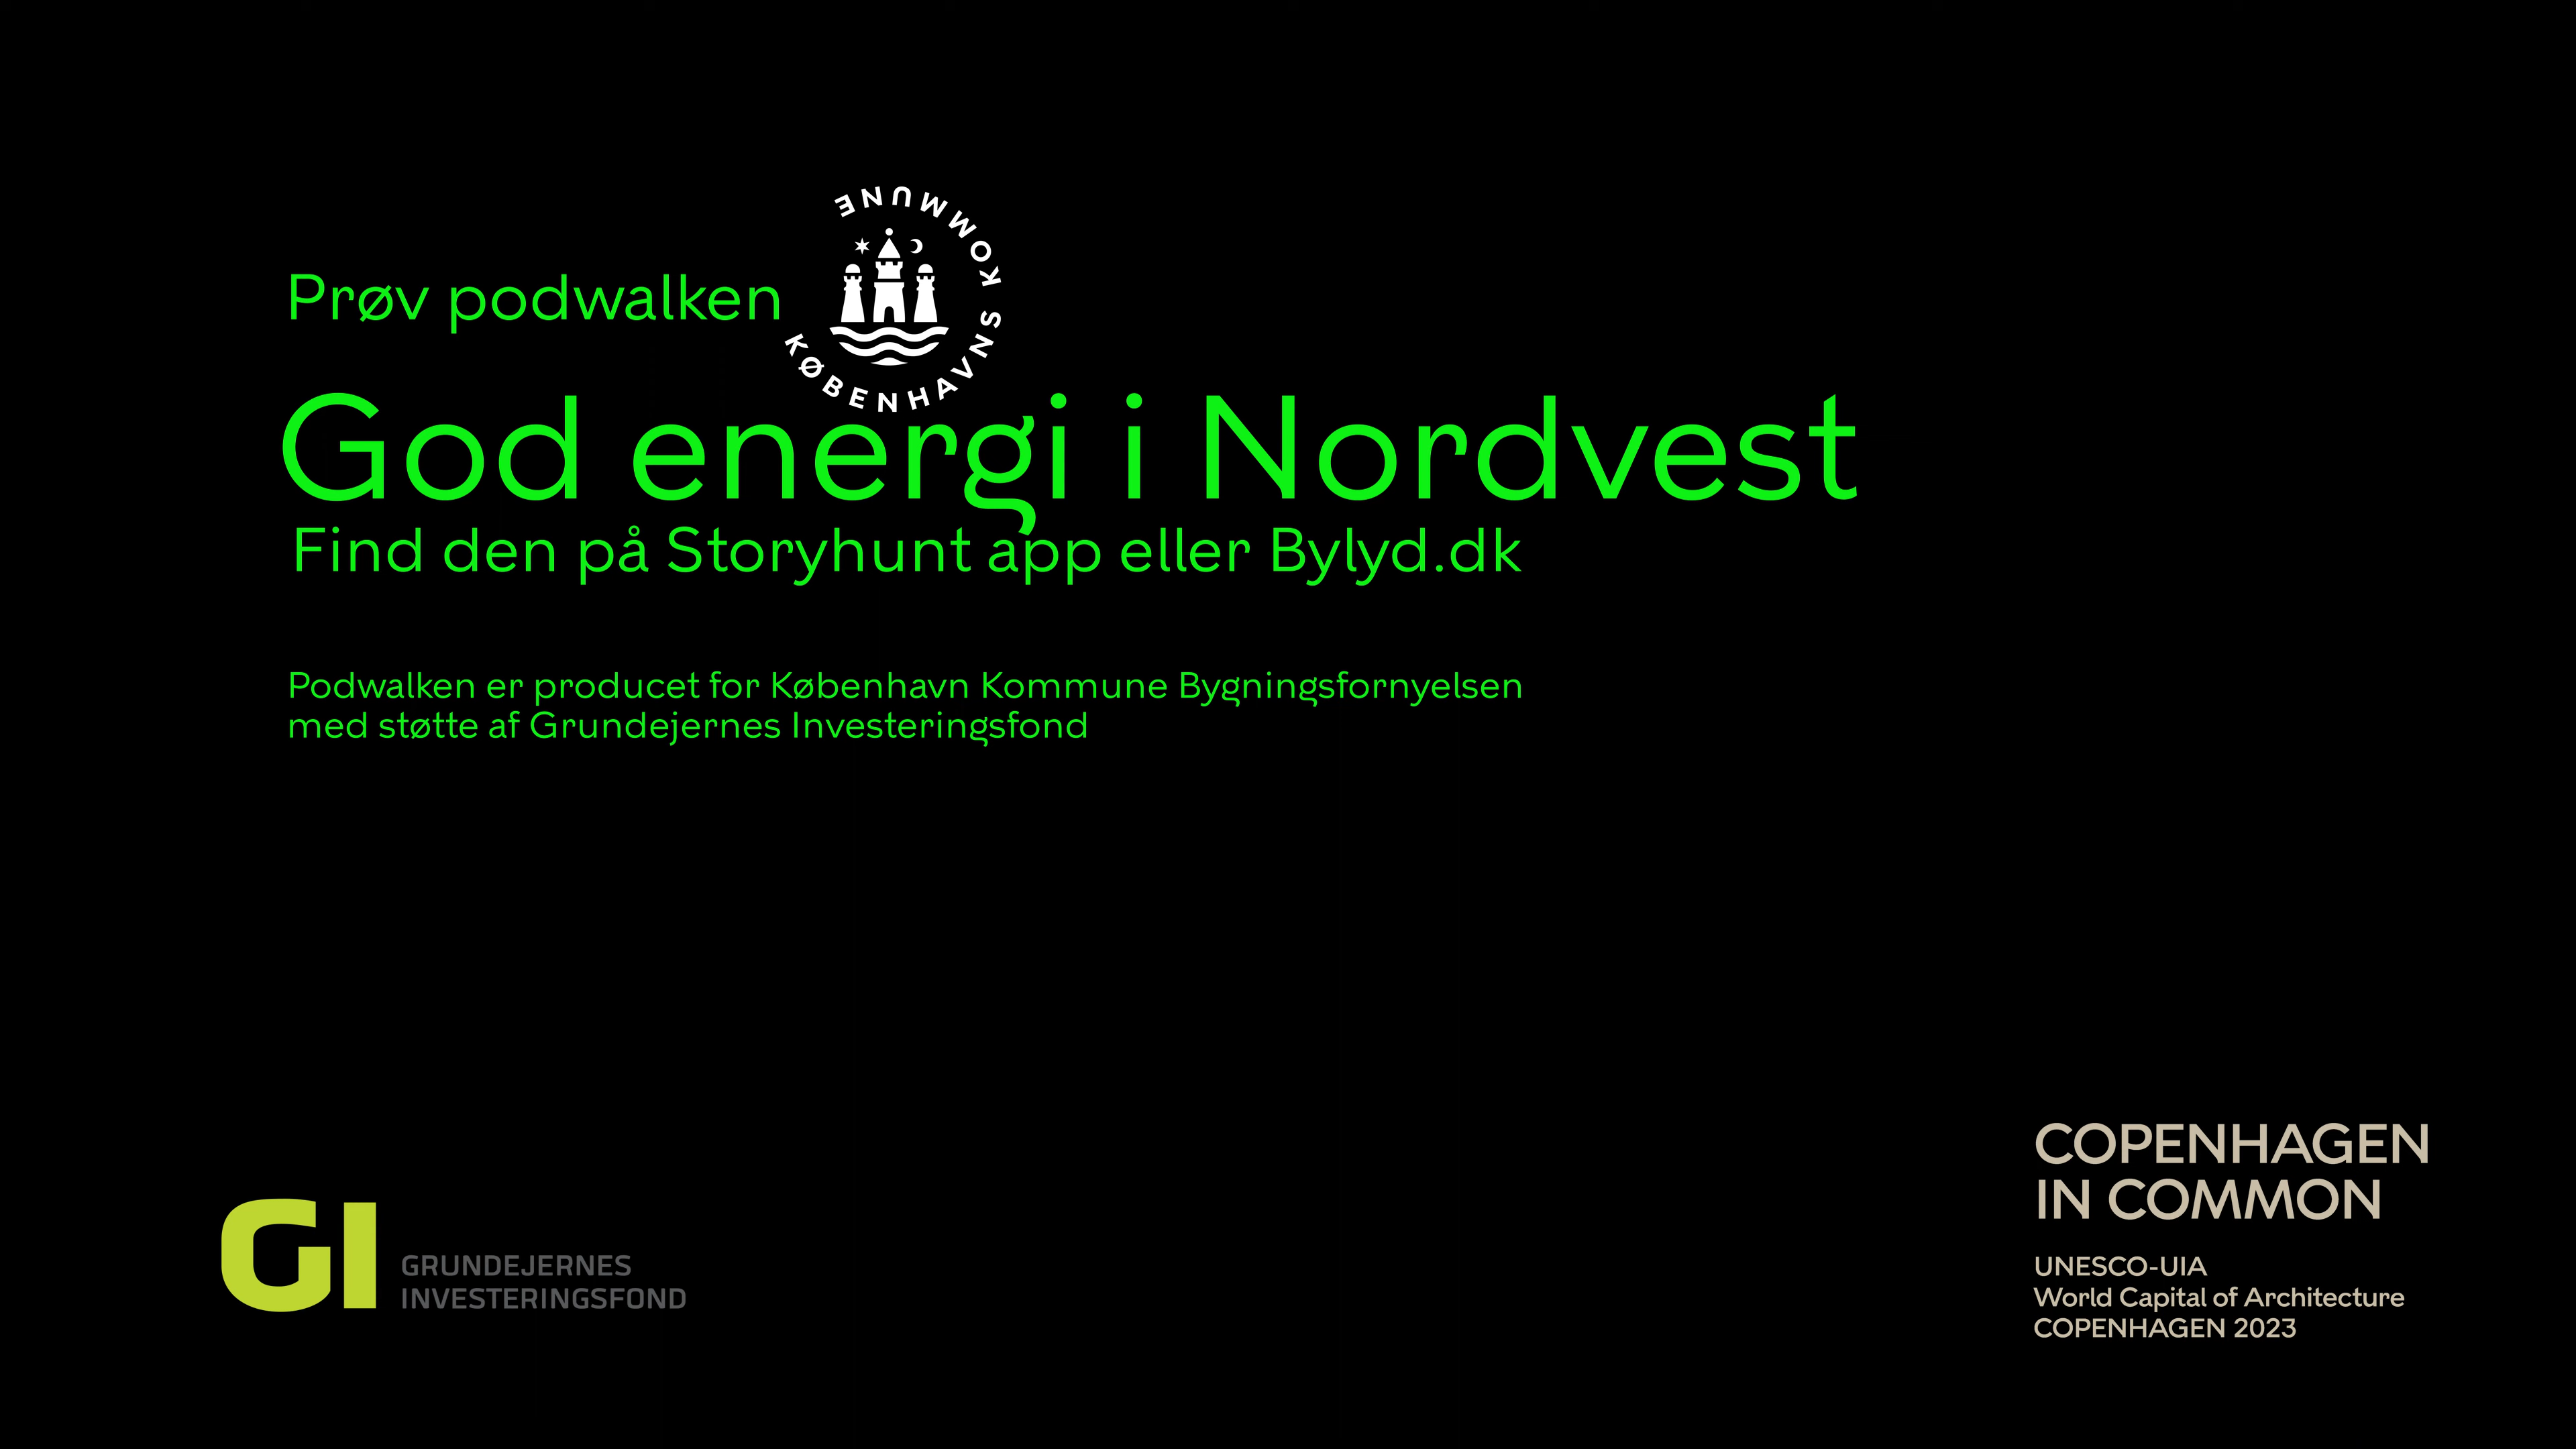 Prøv podwalken
KØBENHAVNS KOMMUNE
God energi i Nordvest
Find den på Storyhunt app eller Bylyd.dk
Podwalken er producet for København Kommune Bygningsfornyelsen
med støtte af Grundejernes Investeringsfond
GI
GRUNDEJERNES
INVESTERINGSFOND
COPENHAGEN
IN COMMON
UNESCO-UIA
World Capital of Architecture
COPENHAGEN 2023